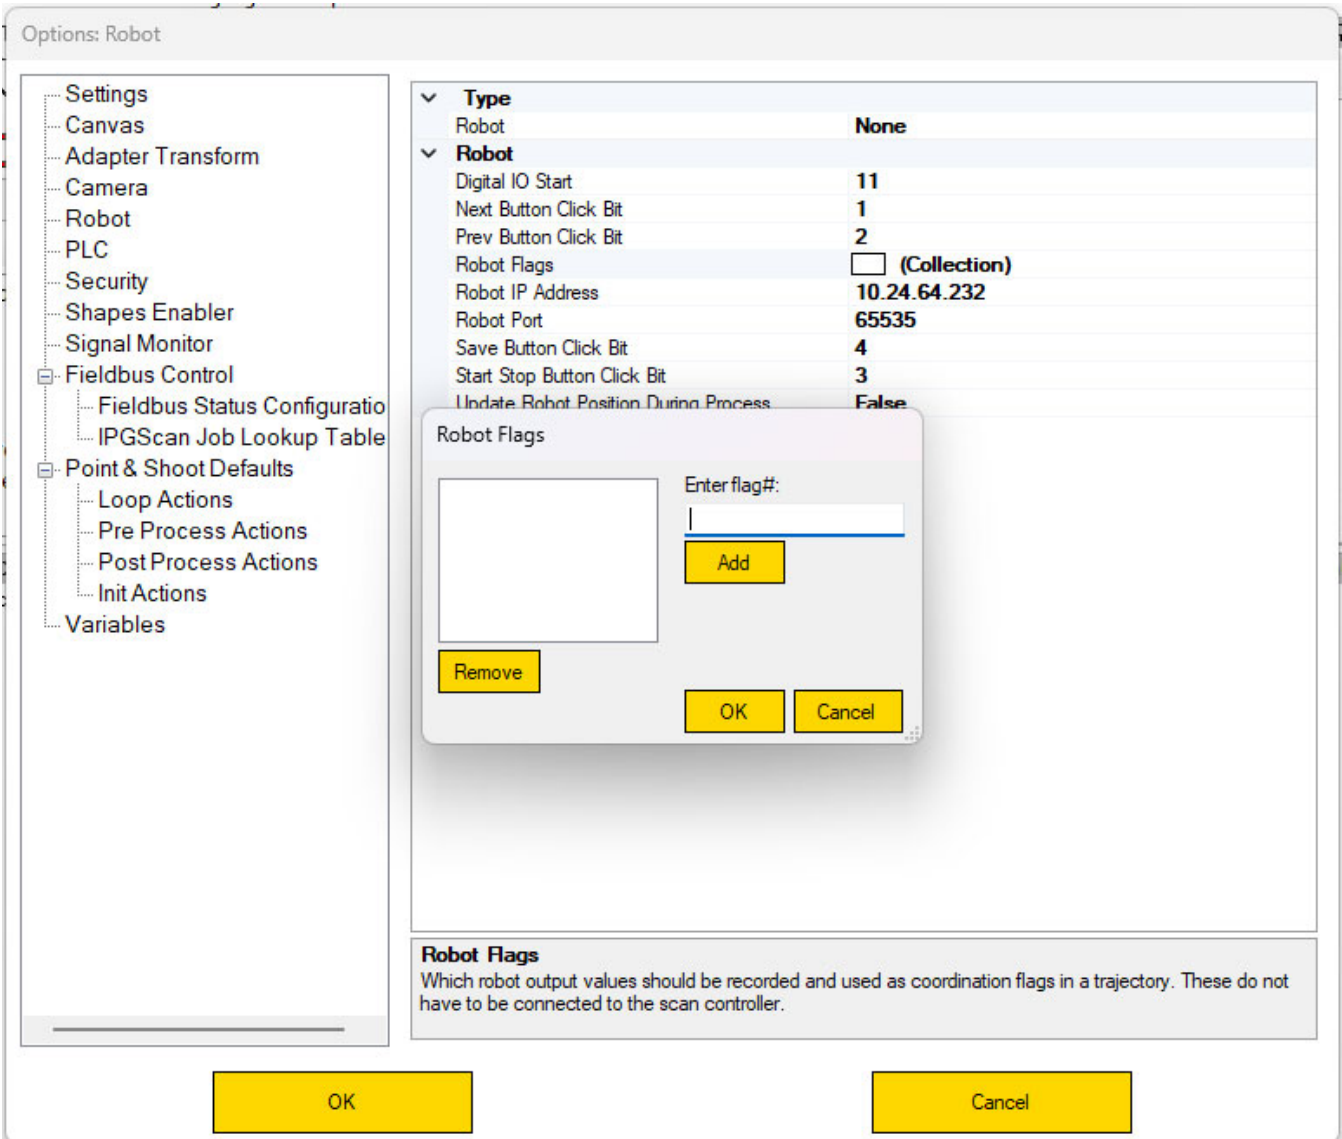 Options: Robot
Settings
Canvas
Adapter Transform
Camera
Robot
PLC
Security
Shapes Enabler
Signal Monitor
Fieldbus Control
Fieldbus Status Configuratio
IPGScan Job Lookup Table
Point & Shoot Defaults
Loop Actions
Pre Process Actions
Post Process Actions
Init Actions
Variables
Type
Robot None
Robot
Digital IO Start 11
Next Button Click Bit 1
Prev Button Click Bit 2
Robot Flags (Collection)
Robot IP Address 10.24.64.232
Robot Port 65535
Save Button Click Bit 4
Start Stop Button Click Bit 3
Update Robot Position During Process False
Robot Flags
Enter flag#:
Add
Remove
OK Cancel
Robot Flags
Which robot output values should be recorded and used as coordination flags in a trajectory. These do not
have to be connected to the scan controller.
OK Cancel